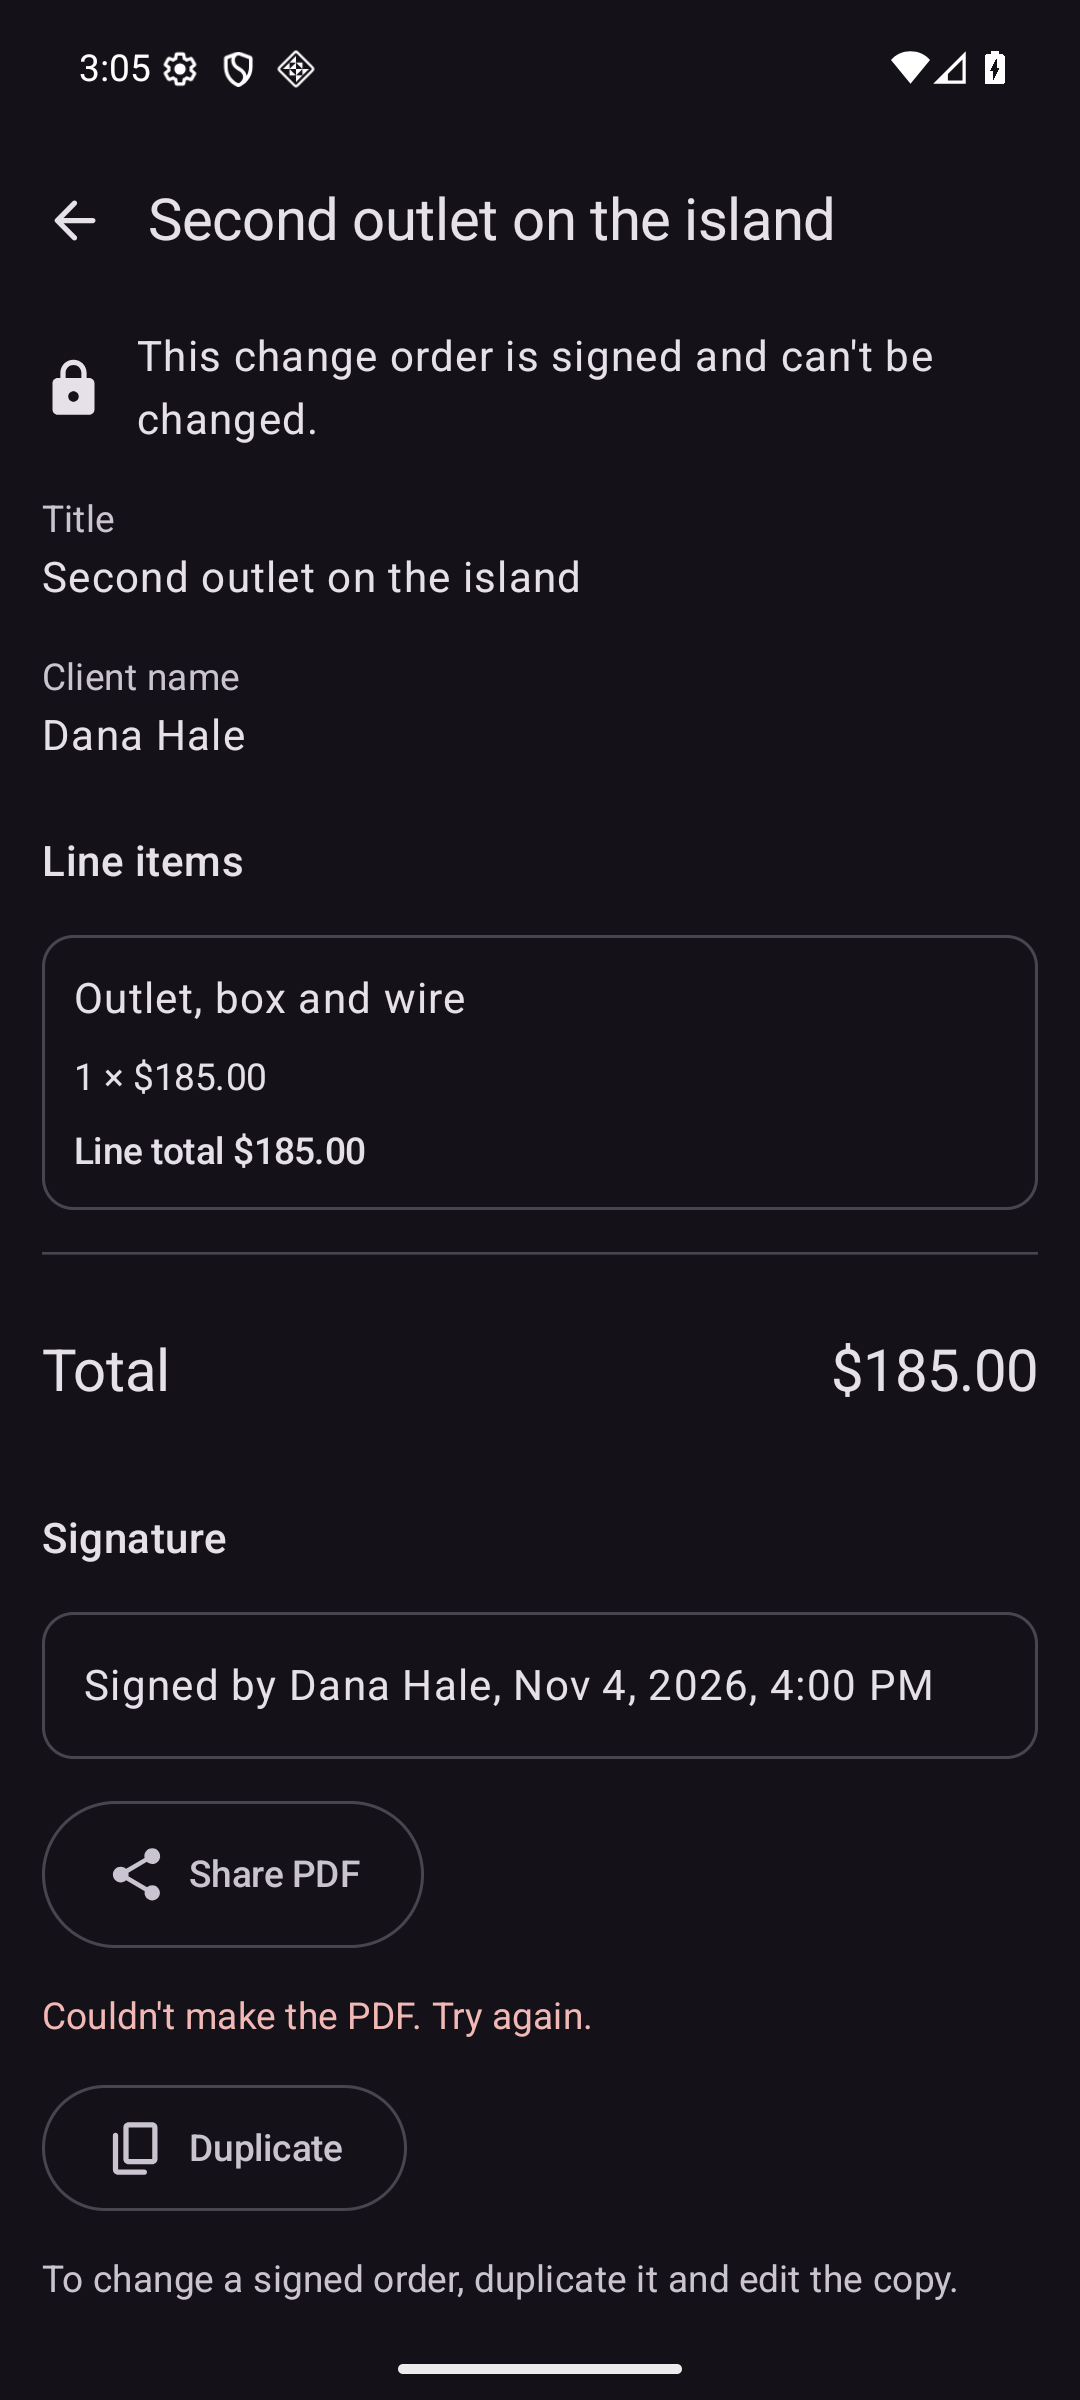 3:05
Second outlet on the island
This change order is signed and can't be
changed.
Title
Second outlet on the island
Client name
Dana Hale
Line items
Outlet, box and wire
1 × $185.00
Line total $185.00
Total $185.00
Signature
Signed by Dana Hale, Nov 4, 2026, 4:00 PM
Share PDF
Couldn't make the PDF. Try again.
Duplicate
To change a signed order, duplicate it and edit the copy.